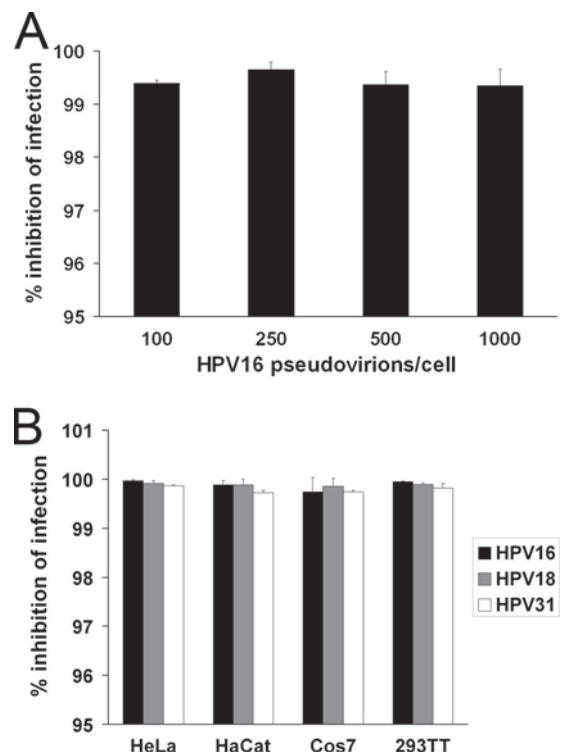 A
% inhibition of infection
100
99
98
97
96
95
100 250 500 1000
HPV16 pseudovirions/cell
B
% inhibition of infection
101
100
99
98
97
96
95
HPV16
HPV18
HPV31
HeLa HaCat Cos7 293TT